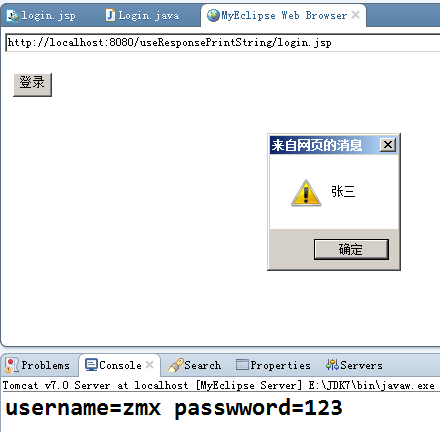 login.jsp Login.java MyEclipse Web Browser
http://localhost:8080/useResponsePrintString/login.jsp
登录
来自网页的消息
张三
确定
Problems Console Search Properties Servers
Tomcat v7.0 Server at localhost [MyEclipse Server] E:\JDK7\bin\javaw.exe
username=zmx passwword=123